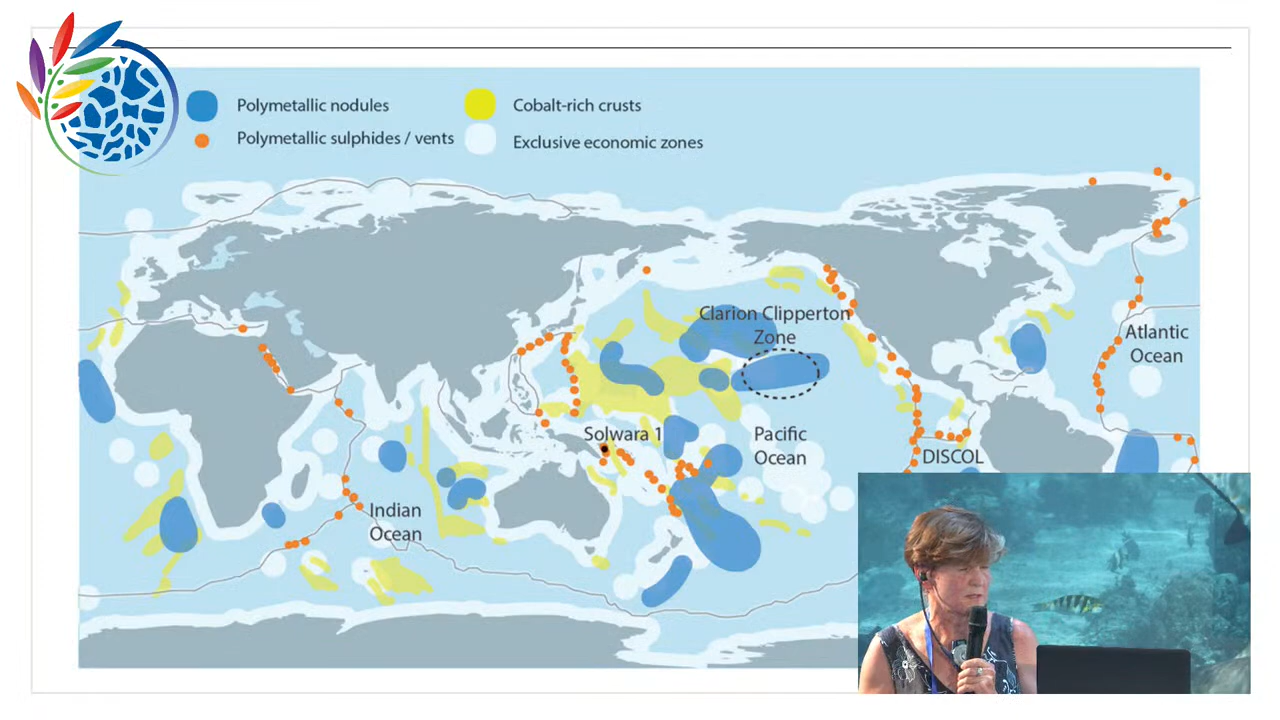 Polymetallic nodules
Cobalt-rich crusts
Polymetallic sulphides / vents
Exclusive economic zones
Clarion Clipperton
Zone
Atlantic
Ocean
Solwara 1
Pacific
Ocean
DISCOL
Indian
Ocean